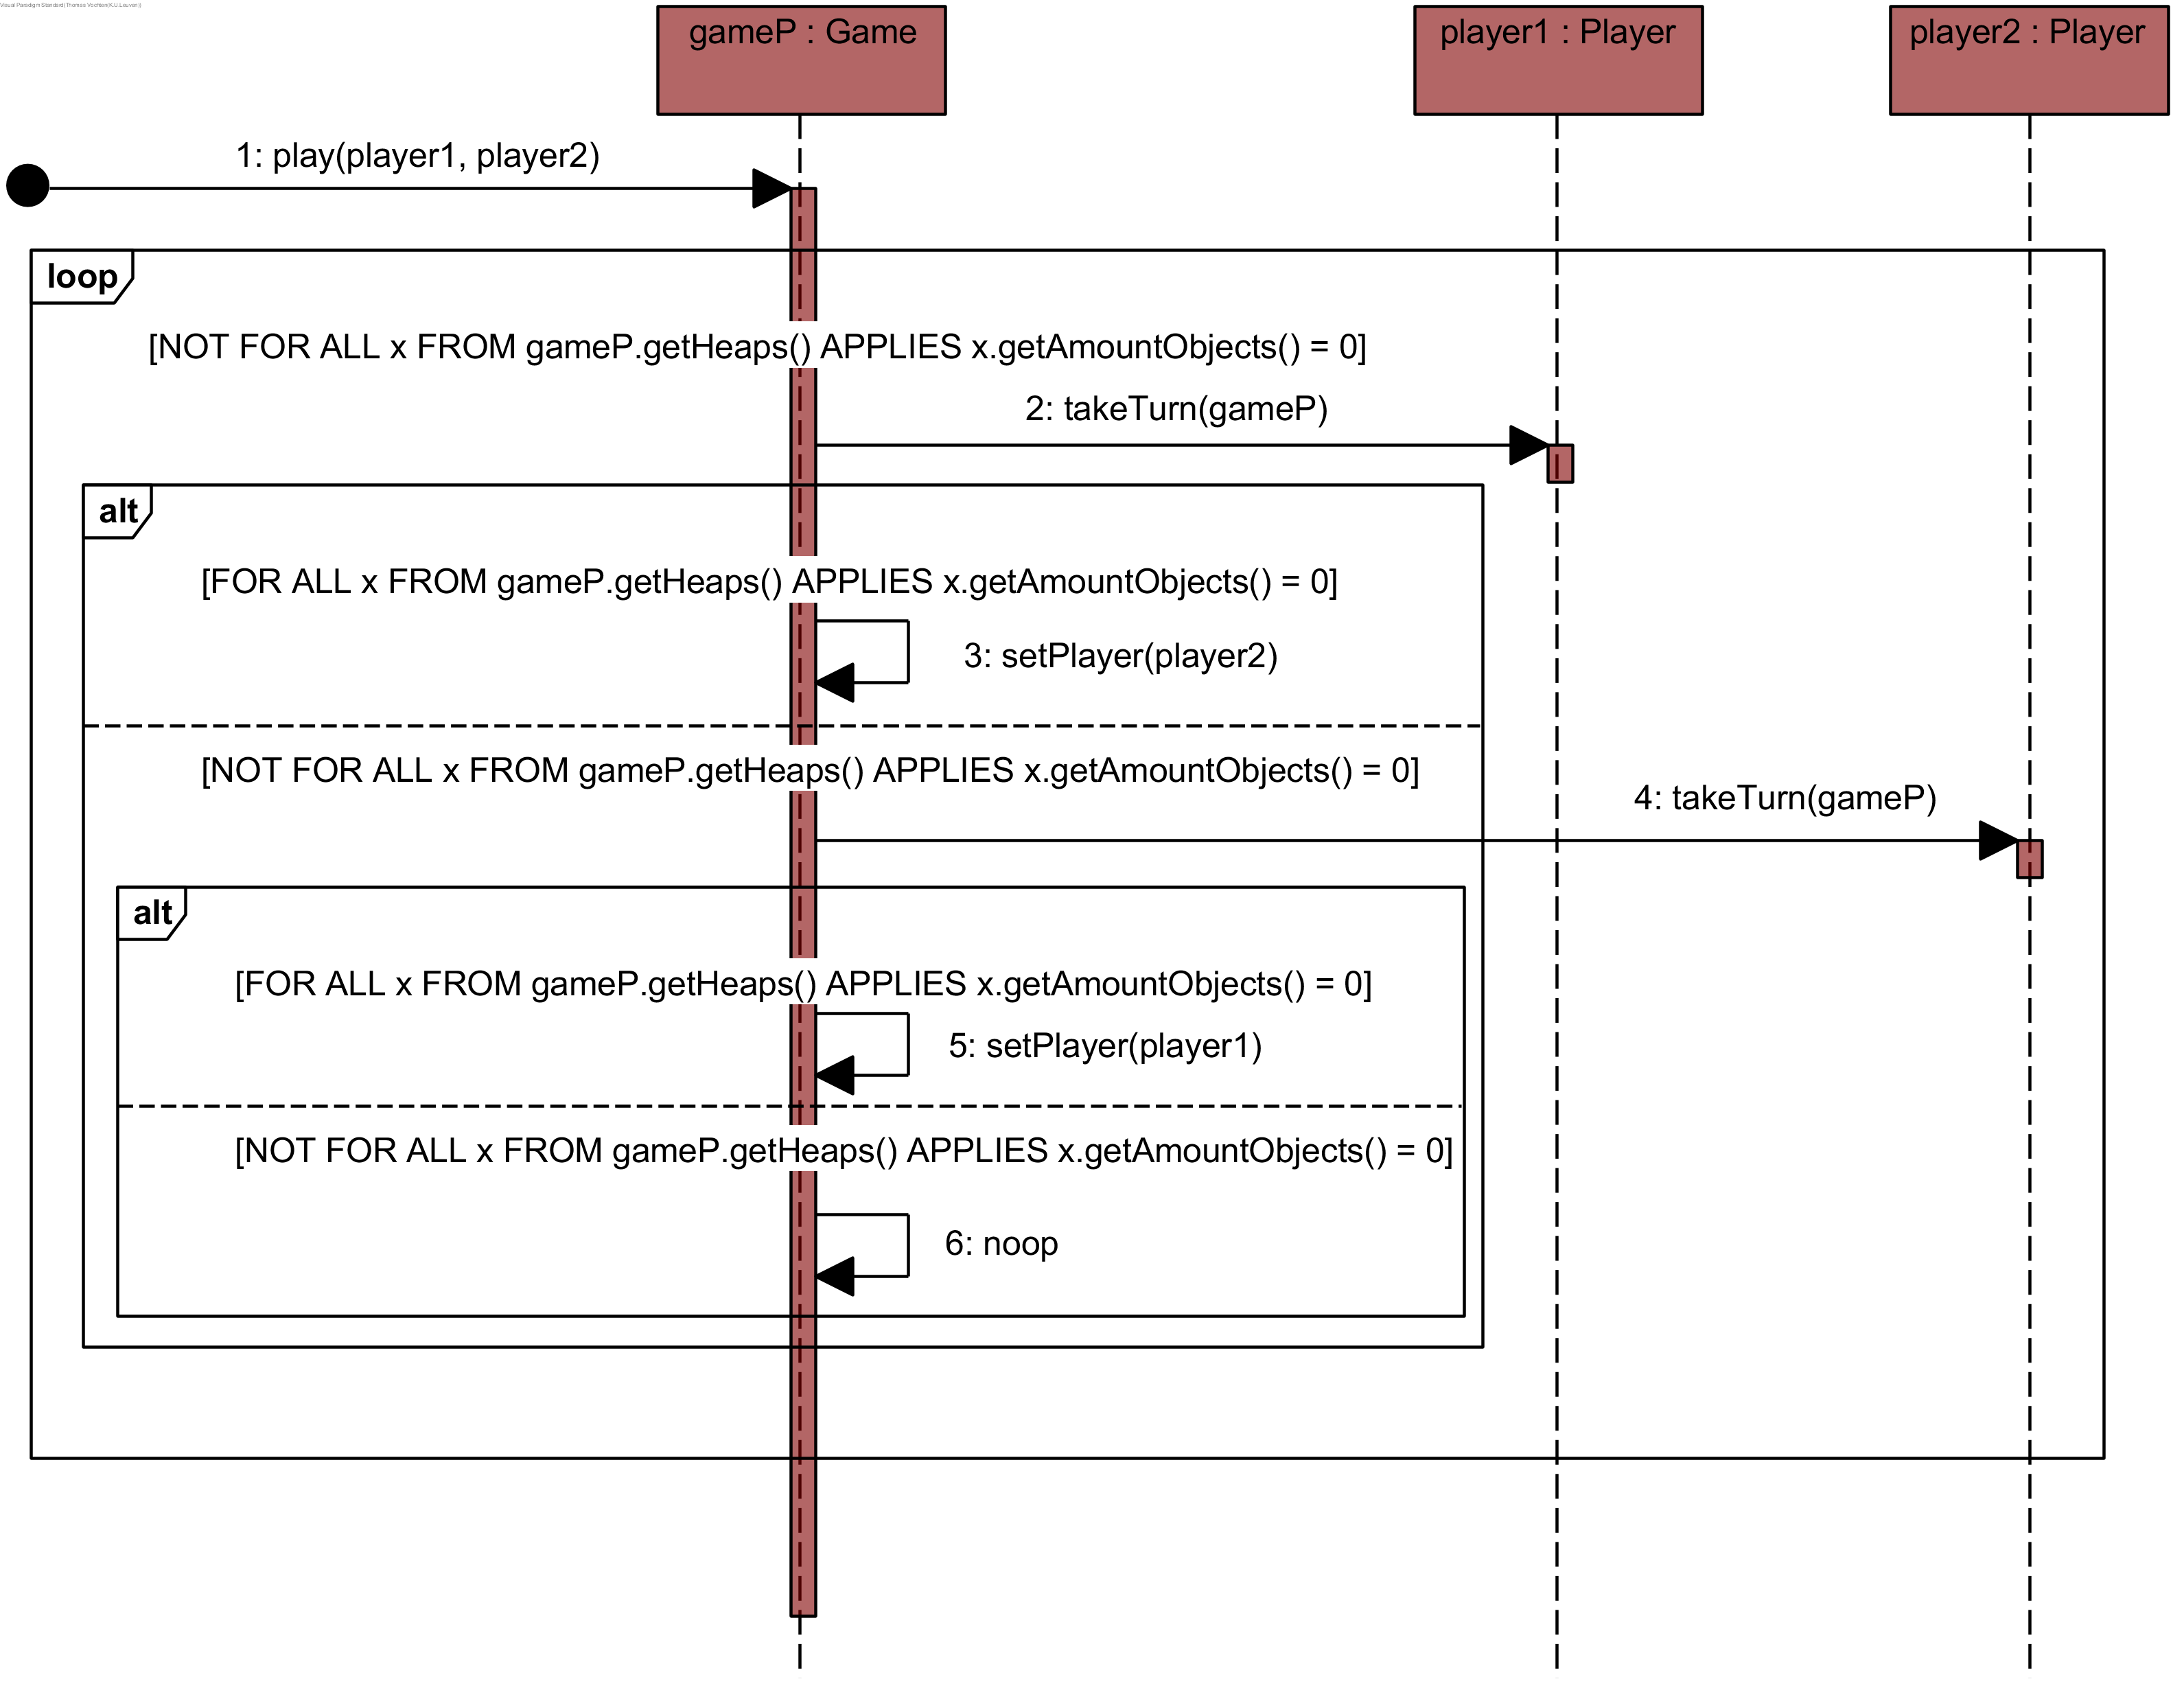 Visual Paradigm Standard(Thomas Vochten(K.U.Leuven))
gameP : Game
player1 : Player
player2 : Player
1: play(player1, player2)
loop
[NOT FOR ALL x FROM gameP.getHeaps() APPLIES x.getAmountObjects() = 0]
2: takeTurn(gameP)
alt
[FOR ALL x FROM gameP.getHeaps() APPLIES x.getAmountObjects() = 0]
3: setPlayer(player2)
[NOT FOR ALL x FROM gameP.getHeaps() APPLIES x.getAmountObjects() = 0]
4: takeTurn(gameP)
alt
[FOR ALL x FROM gameP.getHeaps() APPLIES x.getAmountObjects() = 0]
5: setPlayer(player1)
[NOT FOR ALL x FROM gameP.getHeaps() APPLIES x.getAmountObjects() = 0]
6: noop